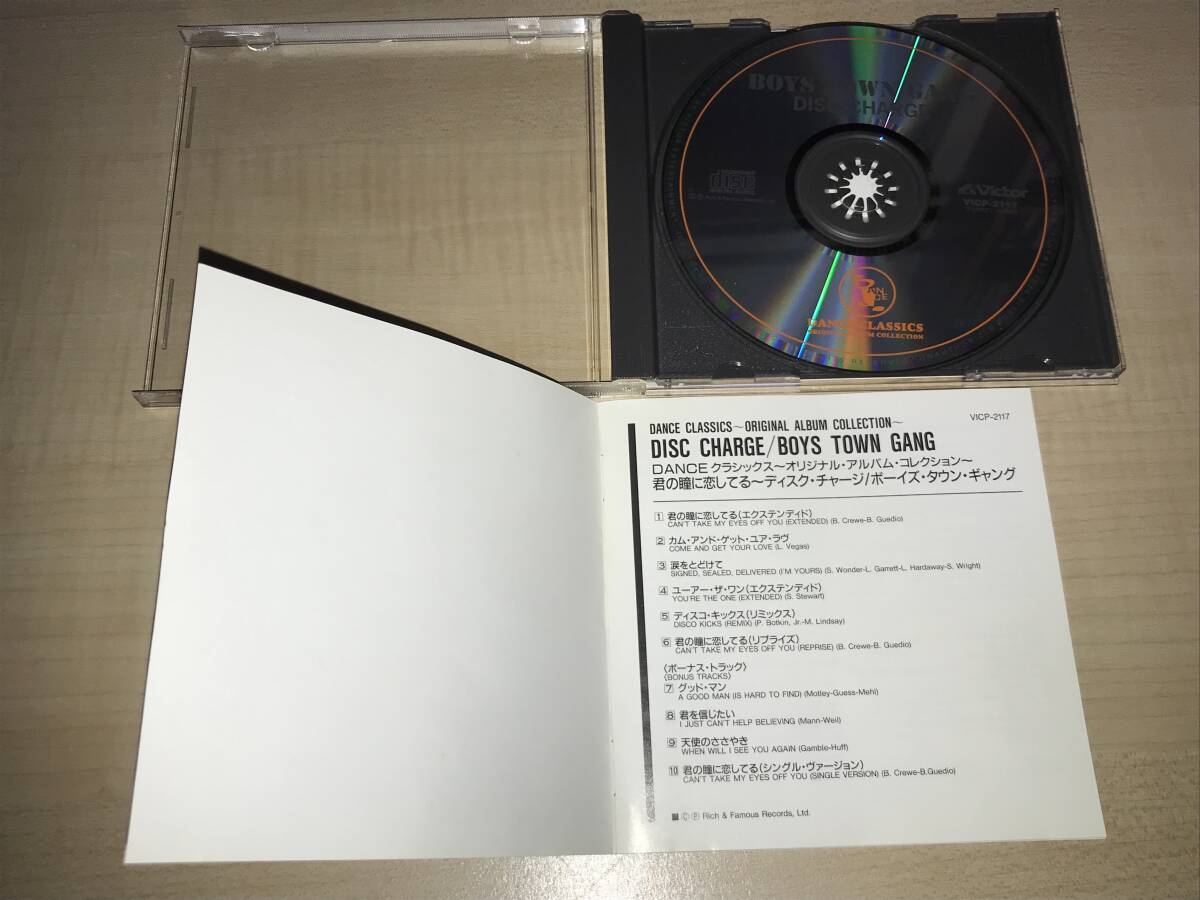 BOYS TOWN GANG
DISC CHARGE
disc
DIGITAL AUDIO
Victor
VICP-2117
DANCE CLASSICS
ORIGINAL ALBUM COLLECTION
VICP-2117
DANCE CLASSICS〜ORIGINAL ALBUM COLLECTION〜
DISC CHARGE/BOYS TOWN GANG
DANCE クラシックス〜オリジナル・アルバム・コレクション〜
君の瞳に恋してる〜ディスク・チャージ/ボーイズ・タウン・ギャング
1 君の瞳に恋してる(エクステンディド)
CAN'T TAKE MY EYES OFF YOU (EXTENDED) (B. Crewe-B. Guedio)
2 カム・アンド・ゲット・ユア・ラヴ
COME AND GET YOUR LOVE (L. Vegas)
3 涙をとどけて
SIGNED, SEALED, DELIVERED (I'M YOURS) (S. Wonder-L. Garrett-L. Hardaway-S. Wright)
4 ユーアー・ザ・ワン(エクステンディド)
YOU'RE THE ONE (EXTENDED) (S. Stewart)
5 ディスコ・キックス(リミックス)
DISCO KICKS (REMIX) (P. Botkin, Jr.-M. Lindsay)
6 君の瞳に恋してる(リプライズ)
CAN'T TAKE MY EYES OFF YOU (REPRISE) (B. Crewe-B. Guedio)
〈ボーナス・トラック〉
〈BONUS TRACKS〉
7 グッド・マン
A GOOD MAN (IS HARD TO FIND) (Motley-Guess-Mehl)
8 君を信じたい
I JUST CAN'T HELP BELIEVING (Mann-Weil)
9 天使のささやき
WHEN WILL I SEE YOU AGAIN (Gamble-Huff)
10 君の瞳に恋してる(シングル・ヴァージョン)
CAN'T TAKE MY EYES OFF YOU (SINGLE VERSION) (B. Crewe-B.Guedio)
■ⒸⓅ Rich & Famous Records, Ltd.